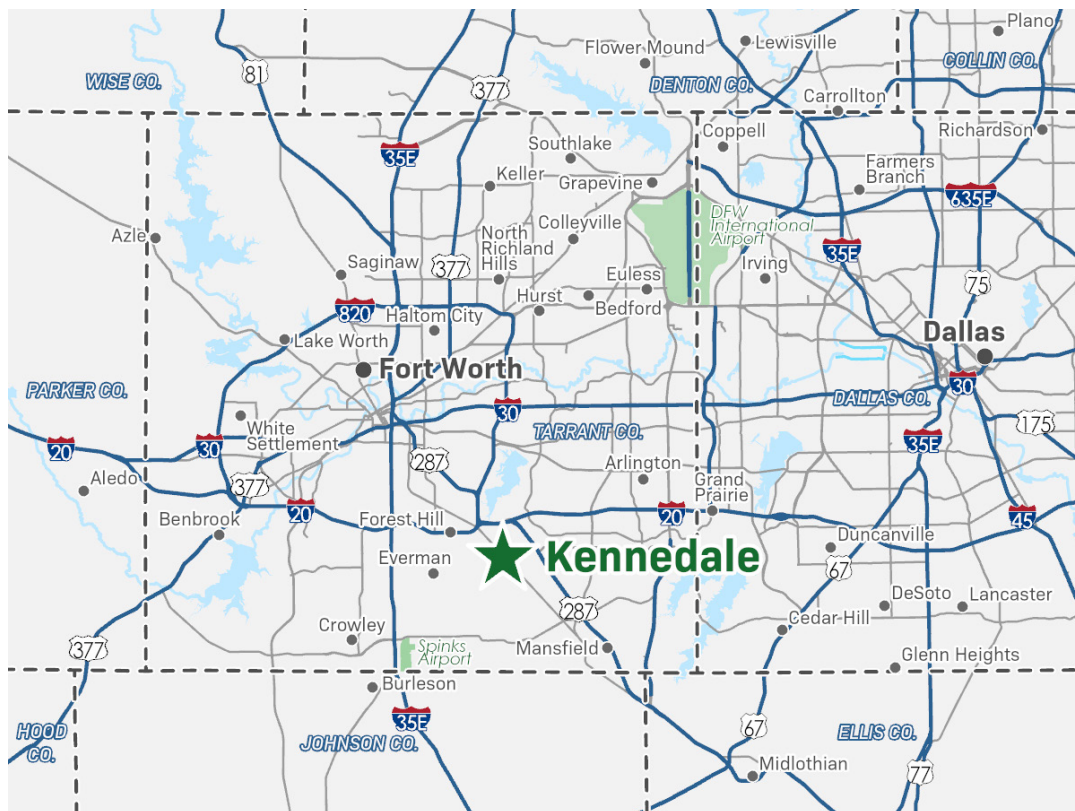 Plano
Lewisville
Flower Mound
COLLIN CO.
81
WISE CO.
377
DENTON CO.
Carrollton
Coppell
Richardson
35E
Southlake
Farmers
Branch
Keller
Grapevine
635E
DFW
International
Airport
Colleyville
Azle
North
Richland
Hills
35E
377
Saginaw
Euless
Irving
75
Hurst
820
Haltom City
Bedford
Lake Worth
Dallas
Fort Worth
30
PARKER CO.
DALLAS CO.
30
White
Settlement
TARRANT CO.
175
20
30
35E
287
Arlington
Aledo
377
Grand
Prairie
20
20
45
Benbrook
Forest Hill
Duncanville
Everman
Kennedale
67
DeSoto
Lancaster
287
Cedar Hill
Crowley
377
Spinks
Airport
Mansfield
Glenn Heights
Burleson
35E
HOOD
CO.
JOHNSON CO.
67
ELLIS CO.
Midlothian
77